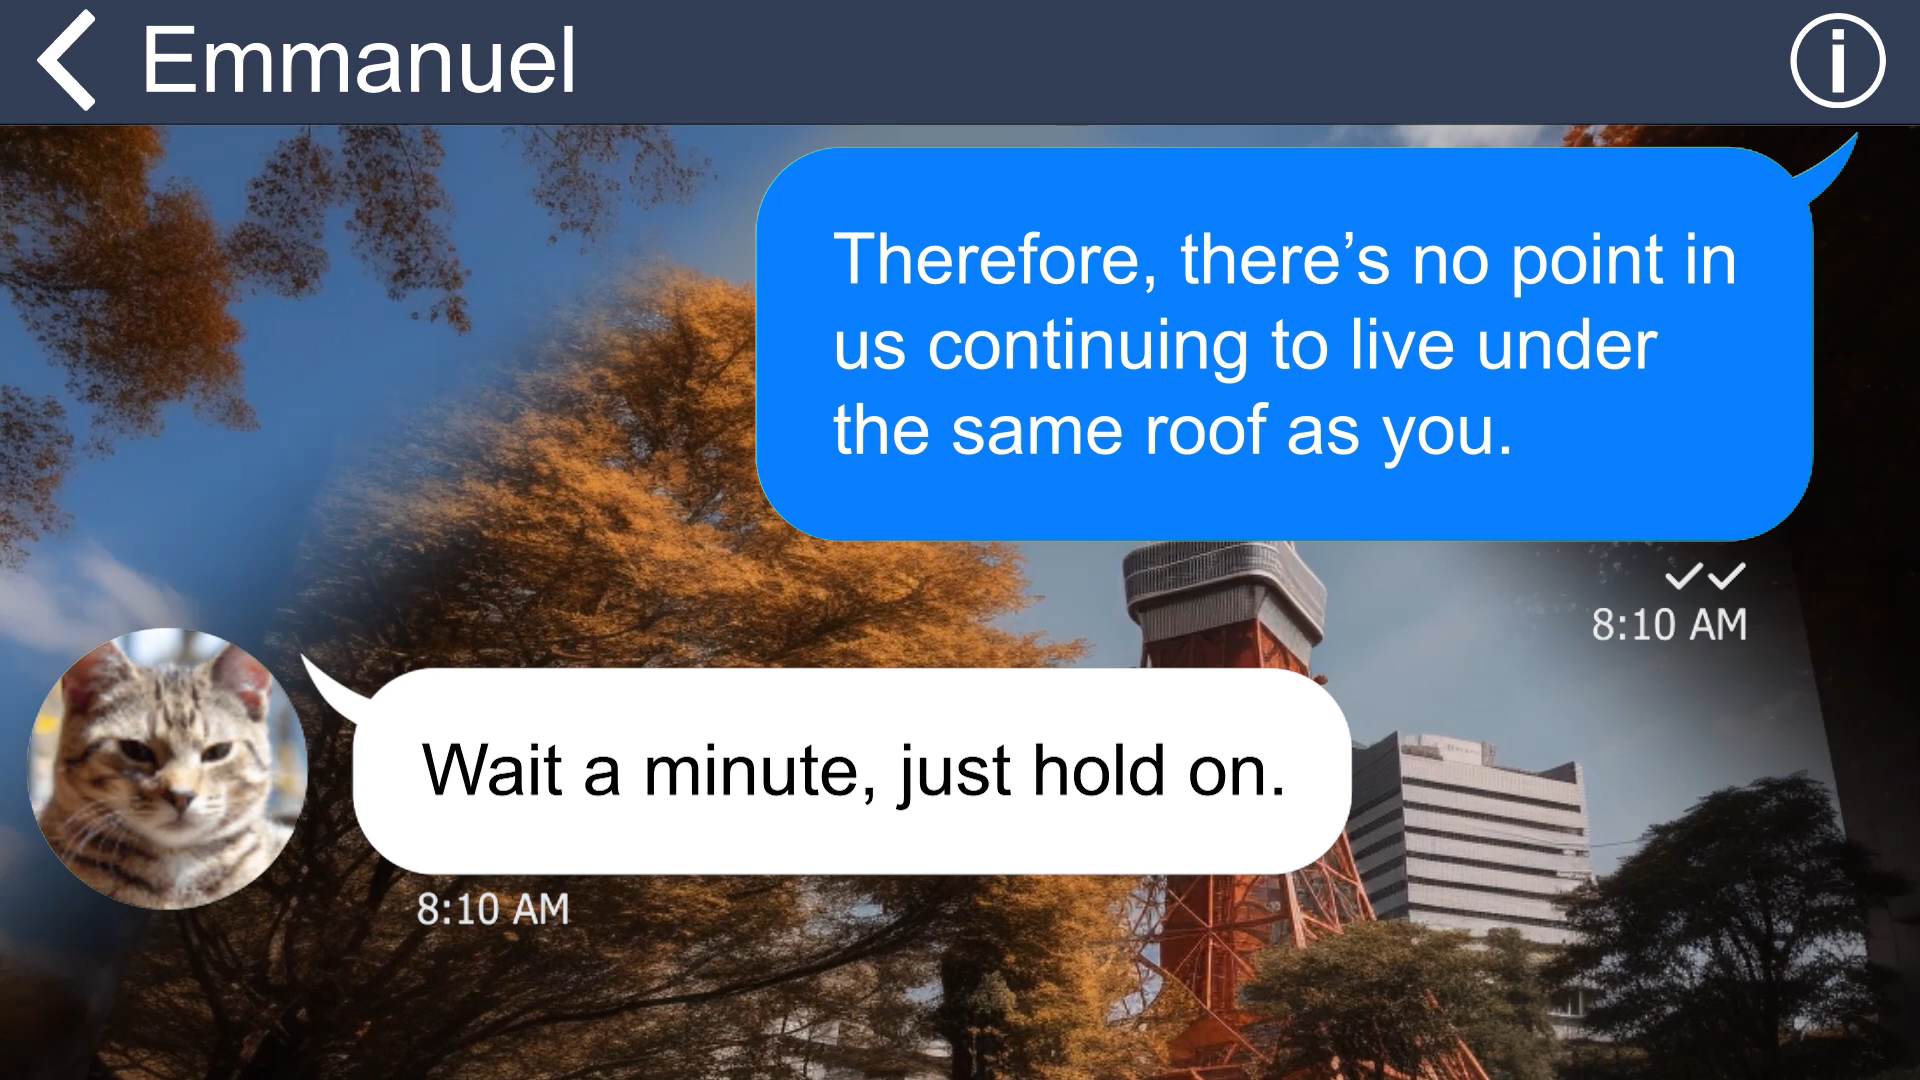 Emmanuel
Therefore, there’s no point in
us continuing to live under
the same roof as you.
8:10 AM
Wait a minute, just hold on.
8:10 AM